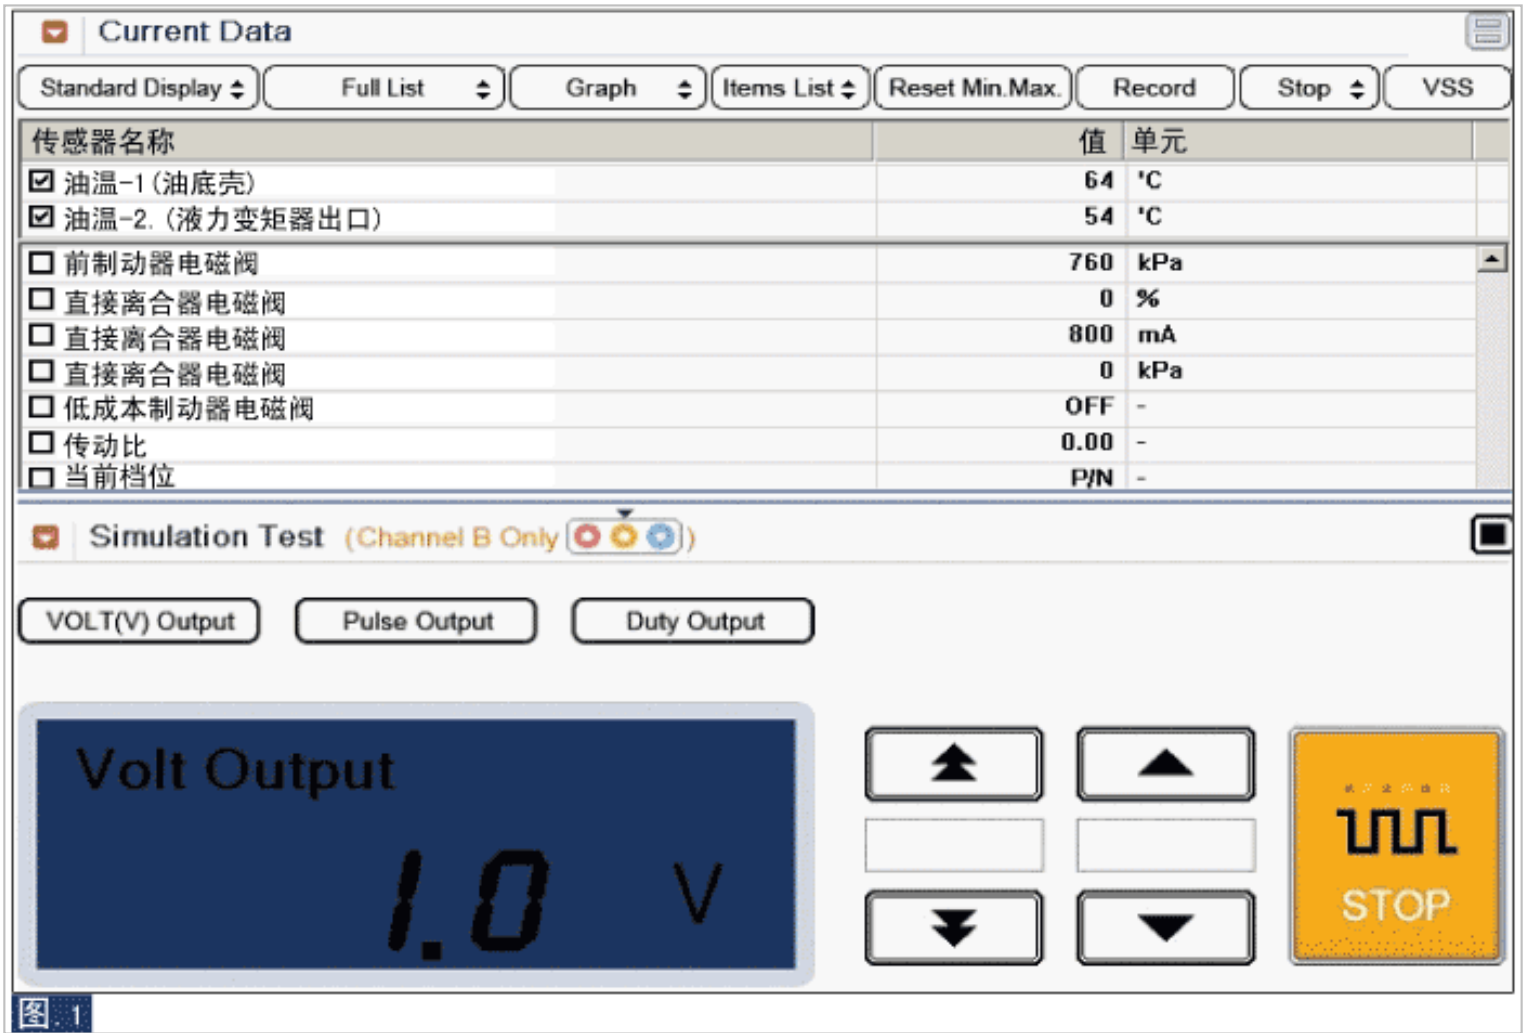 Current Data
Standard Display Full List Graph Items List Reset Min.Max. Record Stop VSS
传感器名称 值 单元
油温-1(油底壳) 64 'C
油温-2.(液力变矩器出口) 54 'C
前制动器电磁阀 760 kPa
直接离合器电磁阀 0 %
直接离合器电磁阀 800 mA
直接离合器电磁阀 0 kPa
低成本制动器电磁阀 OFF -
传动比 0.00 -
当前档位 P/N -
Simulation Test (Channel B Only )
VOLT(V) Output Pulse Output Duty Output
Volt Output
1.0 V
STOP
图.1